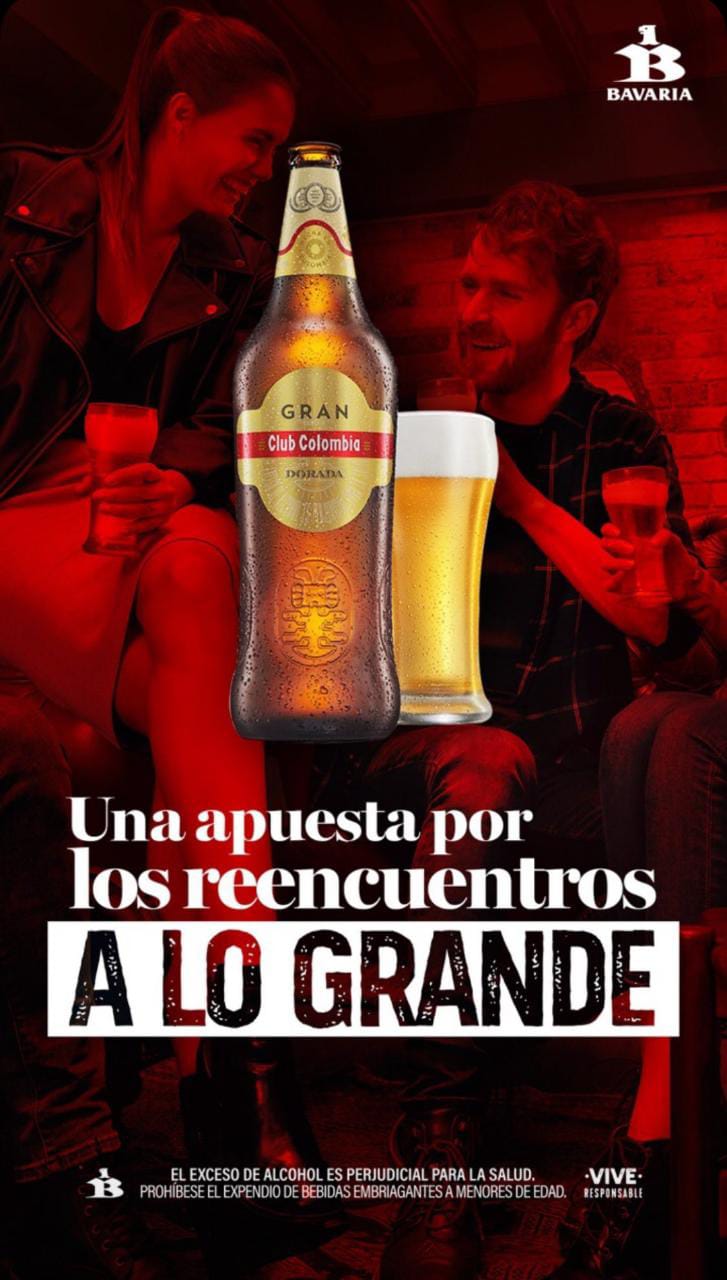 BAVARIA
GRAN
Club Colombia
DORADA
Una apuesta por
los reencuentros
A LO GRANDE
EL EXCESO DE ALCOHOL ES PERJUDICIAL PARA LA SALUD.
PROHÍBESE EL EXPENDIO DE BEBIDAS EMBRIAGANTES A MENORES DE EDAD.
·VIVE·
RESPONSABLE